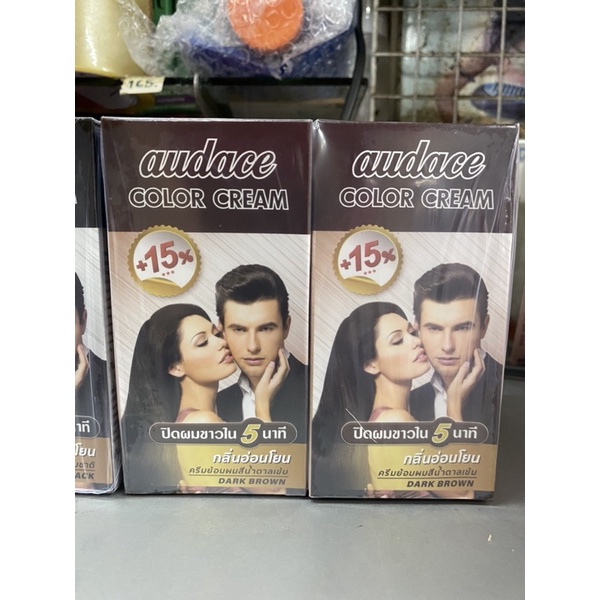 165.
audace
COLOR CREAM
+15%
ปิดผมขาวใน 5 นาที
กลิ่นอ่อนโยน
ครีมย้อมผมสีน้ำตาลเข้ม
DARK BROWN
audace
COLOR CREAM
+15%
ปิดผมขาวใน 5 นาที
กลิ่นอ่อนโยน
ครีมย้อมผมสีน้ำตาลเข้ม
DARK BROWN